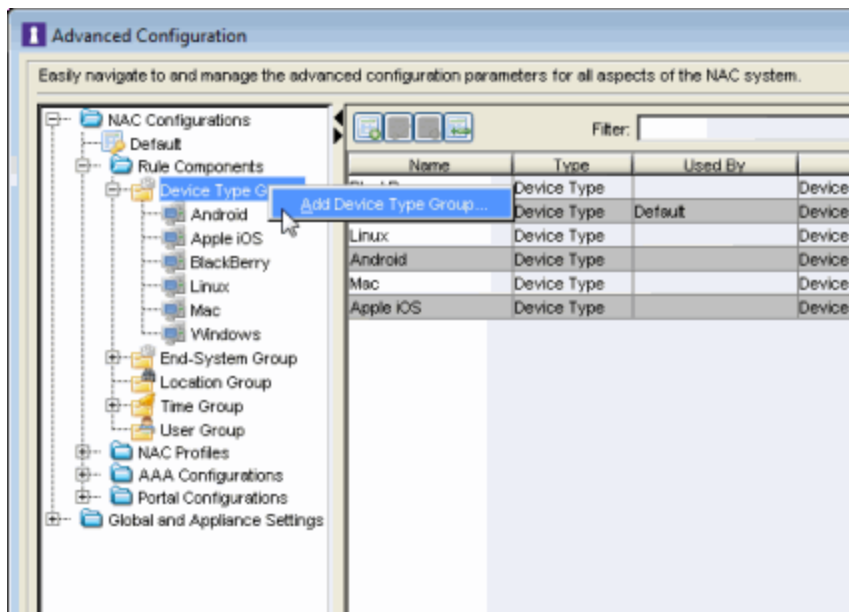 Advanced Configuration
Easily navigate to and manage the advanced configuration parameters for all aspects of the NAC system.
NAC Configurations
Default
Rule Components
Device Type G
Add Device Type Group...
Android
Apple iOS
BlackBerry
Linux
Mac
Windows
End-System Group
Location Group
Time Group
User Group
NAC Profiles
AAA Configurations
Portal Configurations
Global and Appliance Settings
Filter:
Name Type Used By
Device Type Device
Device Type Default Device
Linux Device Type Device
Android Device Type Device
Mac Device Type Device
Apple iOS Device Type Device